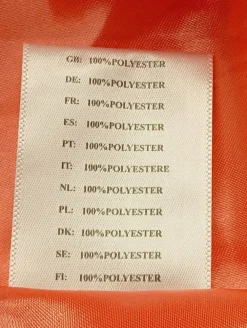 GB: 100%POLYESTER
DE: 100%POLYESTER
FR: 100%POLYESTER
ES: 100%POLYESTER
PT: 100%POLYESTER
IT: 100%POLYESTERE
NL: 100%POLYESTER
PL: 100%POLYESTER
DK: 100%POLYESTER
SE: 100%POLYESTER
FI: 100%POLYESTER